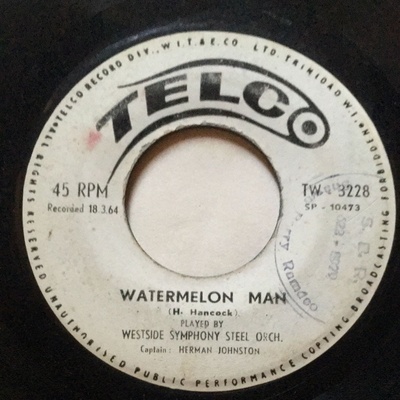 TELCO RECORD DIV., W.I.T.& E.CO LTD. TRINIDAD W.I.
TELCO
45 RPM
Recorded 18.3.64
TW 3228
SP - 10473
WATERMELON MAN
(H. Hancock)
PLAYED BY
WESTSIDE SYMPHONY STEEL ORCH.
Captain: HERMAN JOHNSTON
ALL RIGHTS RESERVED UNAUTHORISED PUBLIC PERFORMANCE COPYING BROADCASTING FORBIDDEN
Ramdoo